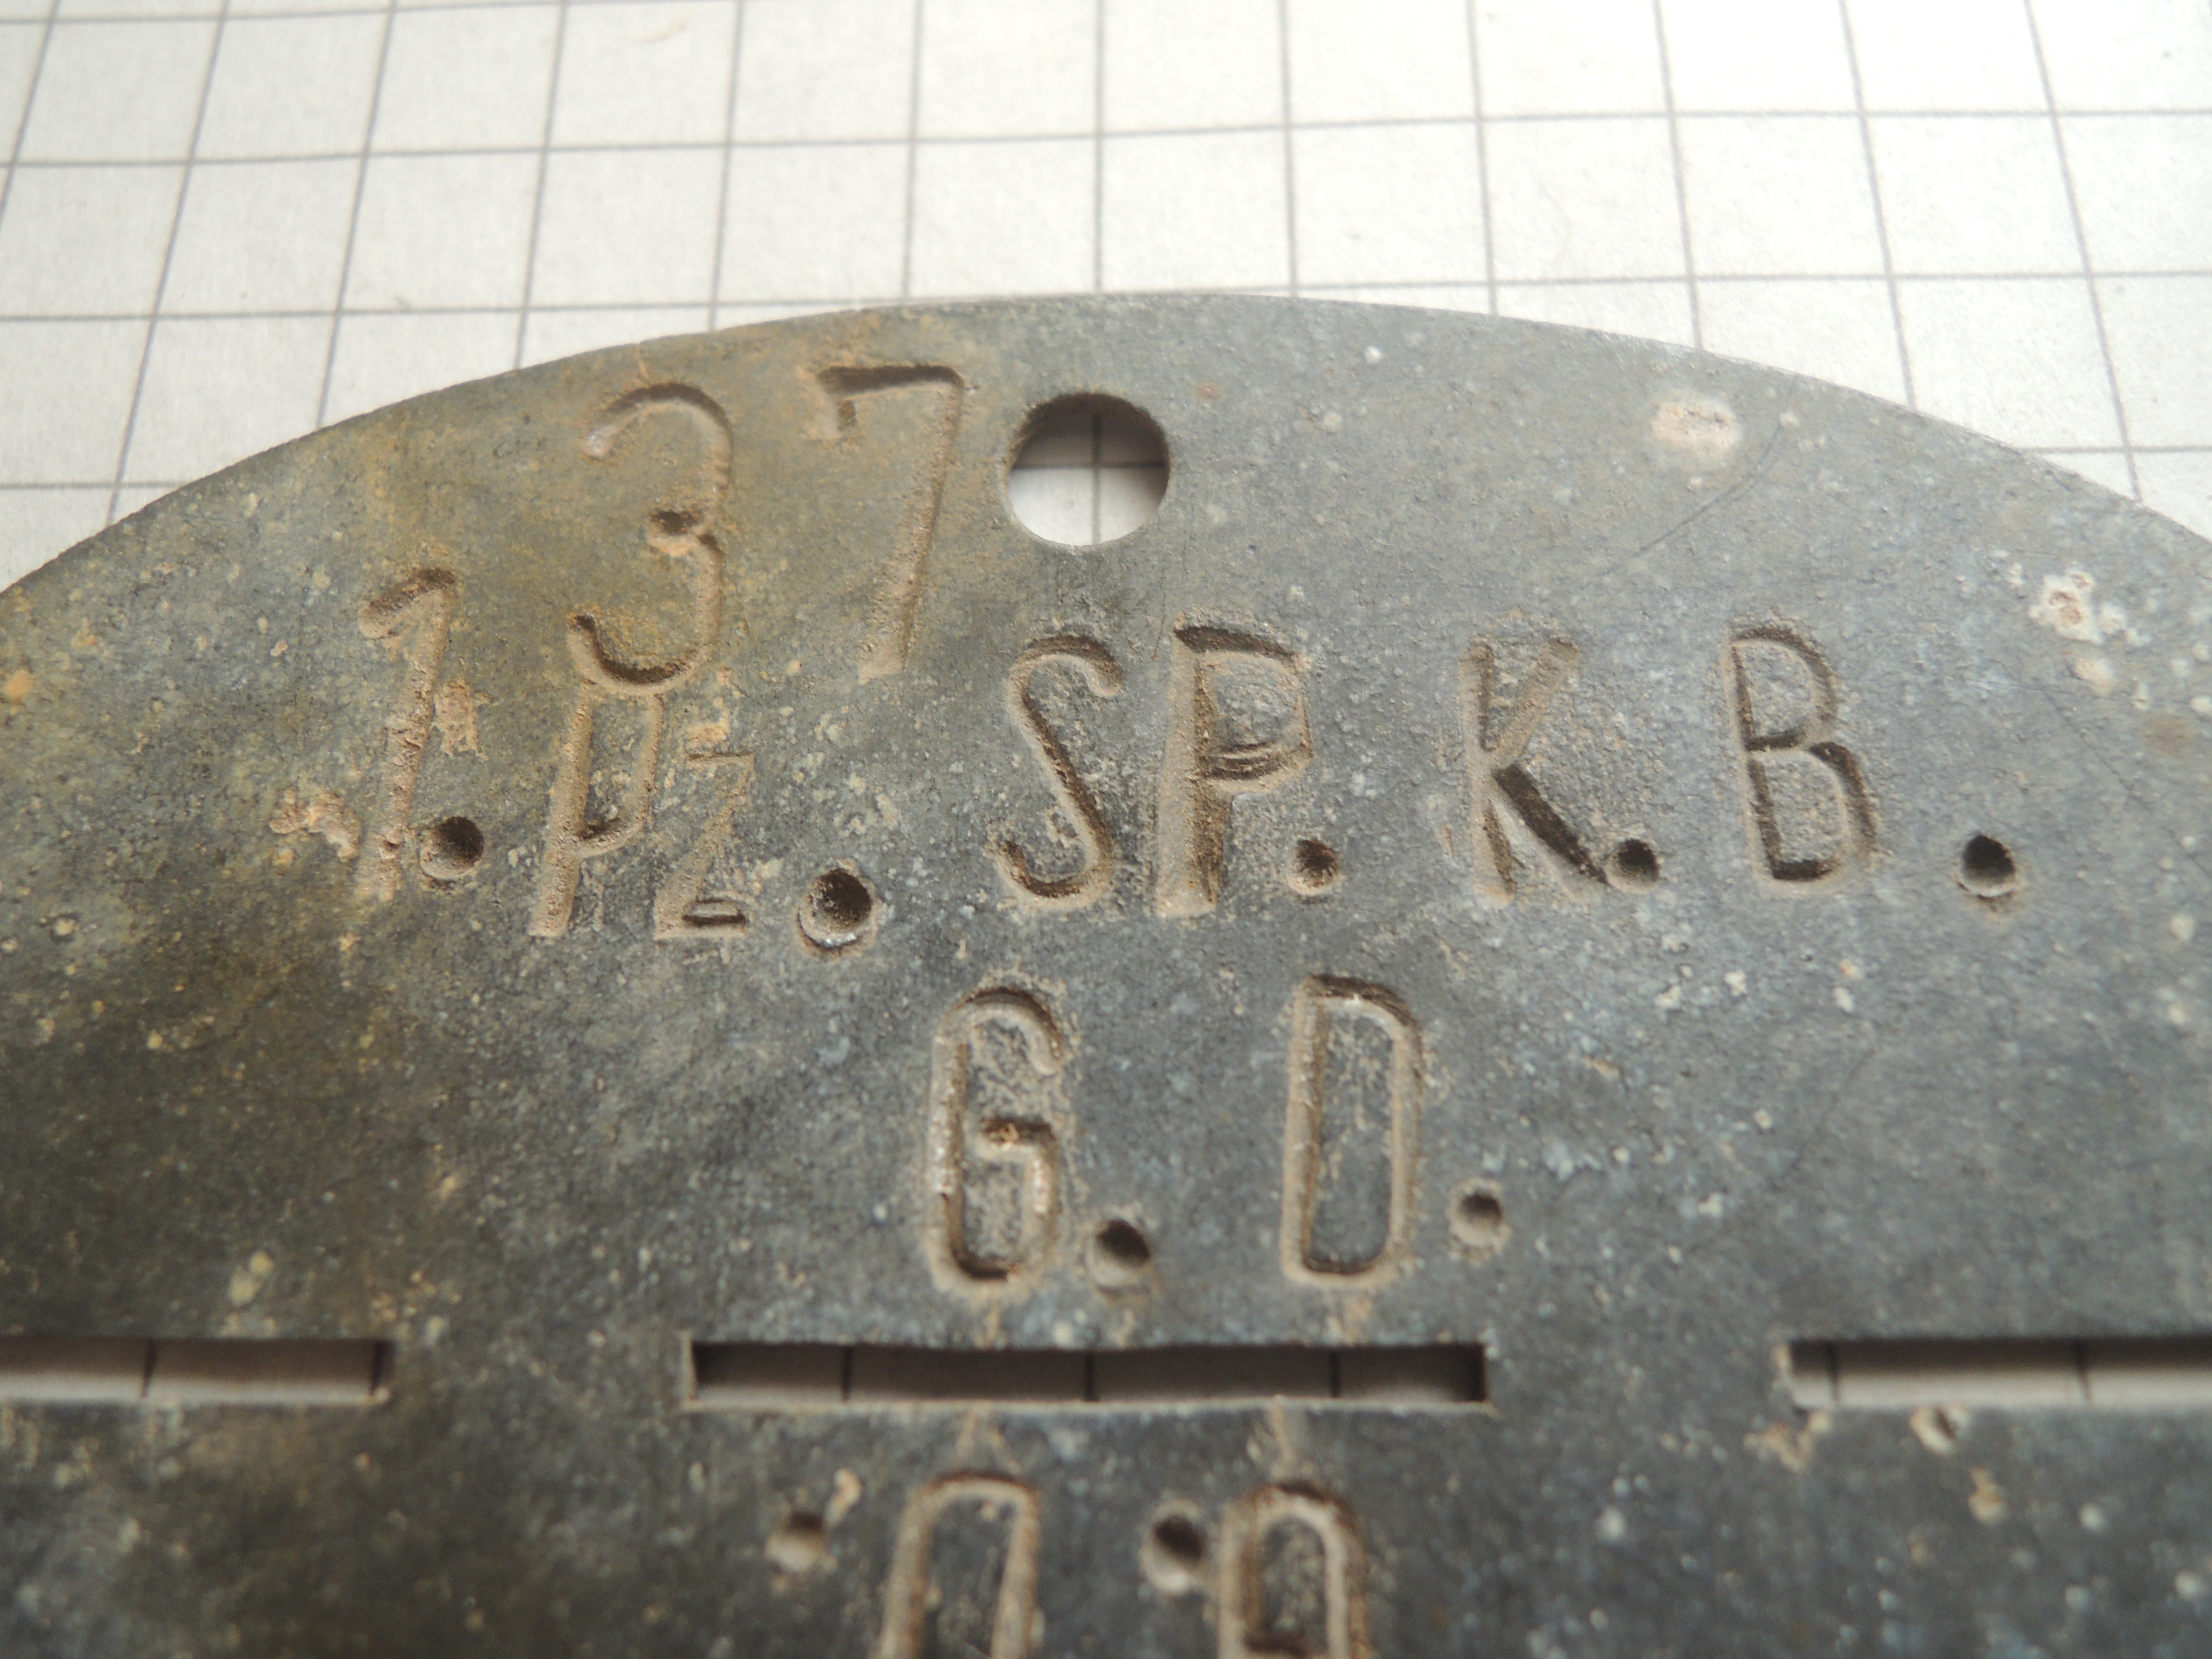 37
1. Pz. SP. K. B.
G. D.